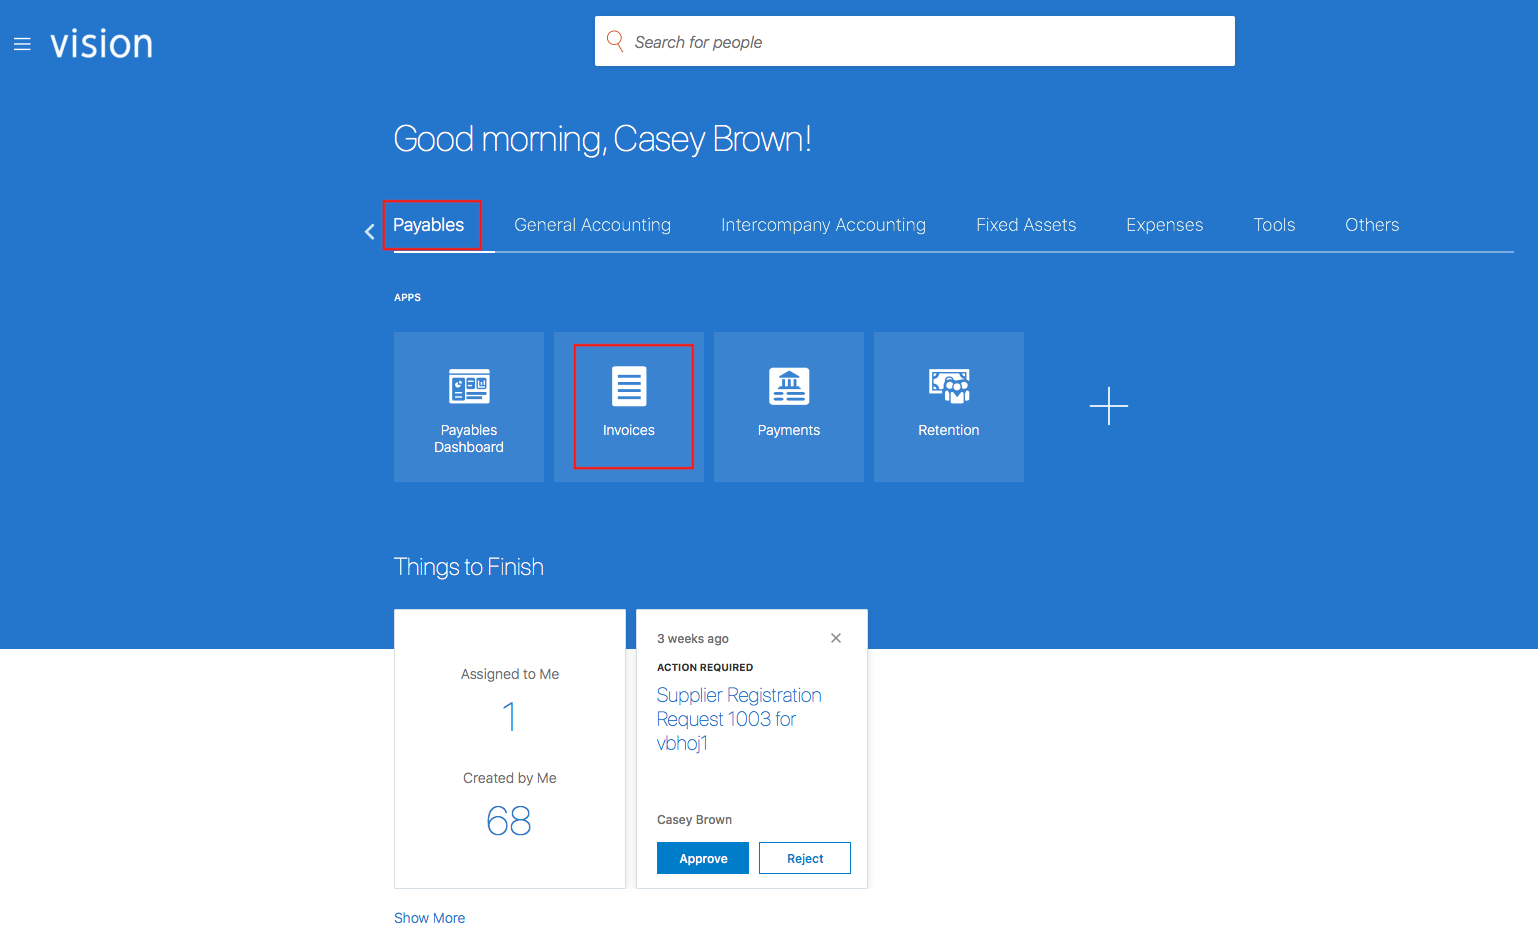 vision
Search for people
Good morning, Casey Brown!
Payables General Accounting Intercompany Accounting Fixed Assets Expenses Tools Others
APPS
Payables
Dashboard
Invoices
Payments
Retention
Things to Finish
Assigned to Me
1
Created by Me
68
3 weeks ago
ACTION REQUIRED
Supplier Registration
Request 1003 for
vbhoj1
Casey Brown
Approve Reject
Show More